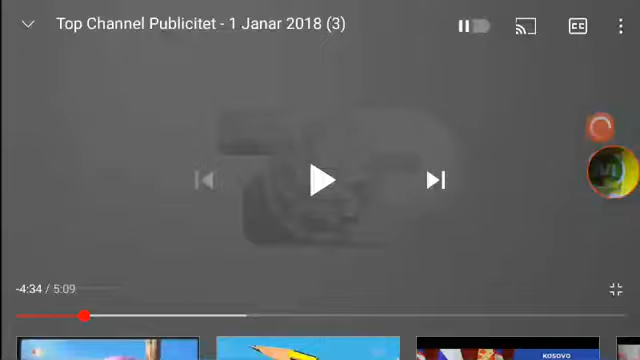 Top Channel Publicitet - 1 Janar 2018 (3)
CC
-4:34 / 5:09
KOSOVO